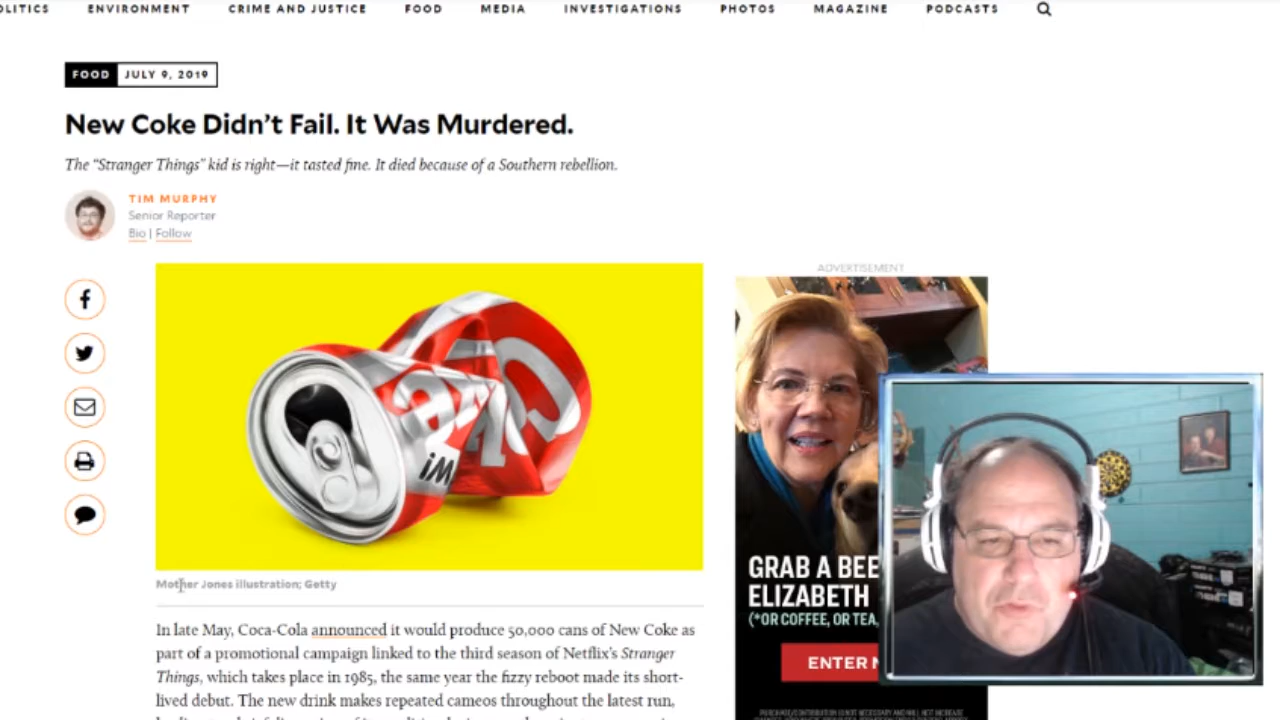 OLITICS ENVIRONMENT CRIME AND JUSTICE FOOD MEDIA INVESTIGATIONS PHOTOS MAGAZINE PODCASTS
FOOD JULY 9, 2019
New Coke Didn't Fail. It Was Murdered.
The “Stranger Things” kid is right—it tasted fine. It died because of a Southern rebellion.
TIM MURPHY
Senior Reporter
Bio | Follow
ADVERTISEMENT
GRAB A BEE
ELIZABETH
(*OR COFFEE, OR TEA,
ENTER N
Mother Jones illustration; Getty
In late May, Coca-Cola announced it would produce 50,000 cans of New Coke as
part of a promotional campaign linked to the third season of Netflix's Stranger
Things, which takes place in 1985, the same year the fizzy reboot made its short-
lived debut. The new drink makes repeated cameos throughout the latest run,